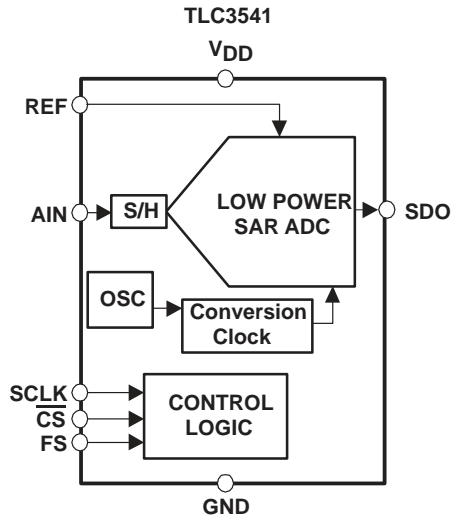 TLC3541
VDD
REF
AIN
S/H
LOW POWER
SAR ADC
SDO
OSC
Conversion
Clock
SCLK
CS
FS
CONTROL
LOGIC
GND